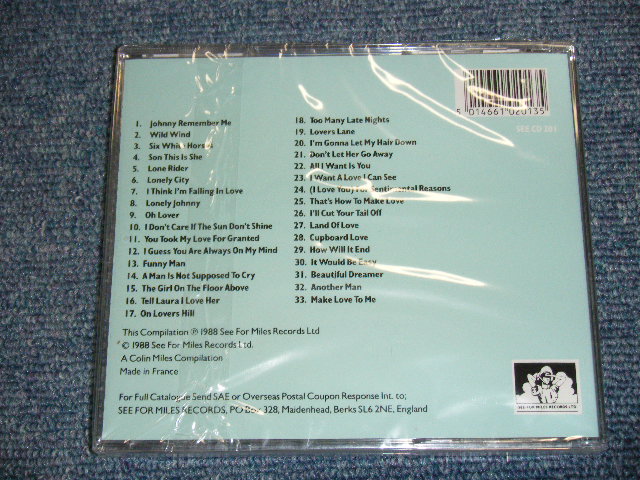 1. Johnny Remember Me
2. Wild Wind
3. Six White Horses
4. Son This Is She
5. Lone Rider
6. Lonely City
7. I Think I'm Falling In Love
8. Lonely Johnny
9. Oh Lover
10. I Don't Care If The Sun Don't Shine
11. You Took My Love For Granted
12. I Guess You Are Always On My Mind
13. Funny Man
14. A Man Is Not Supposed To Cry
15. The Girl On The Floor Above
16. Tell Laura I Love Her
17. On Lovers Hill
18. Too Many Late Nights
19. Lovers Lane
20. I'm Gonna Let My Hair Down
21. Don't Let Her Go Away
22. All I Want Is You
23. I Want A Love I Can See
24. (I Love You) For Sentimental Reasons
25. That's How To Make Love
26. I'll Cut Your Tail Off
27. Land Of Love
28. Cupboard Love
29. How Will It End
30. It Would Be Easy
31. Beautiful Dreamer
32. Another Man
33. Make Love To Me
5 014661 020135
SEE CD 201
This Compilation ℗ 1988 See For Miles Records Ltd
© 1988 See For Miles Records Ltd.
A Colin Miles Compilation
Made in France
For Full Catalogue Send SAE or Overseas Postal Coupon Response Int. to;
SEE FOR MILES RECORDS, PO Box 328, Maidenhead, Berks SL6 2NE, England
SEE FOR MILES RECORDS LTD